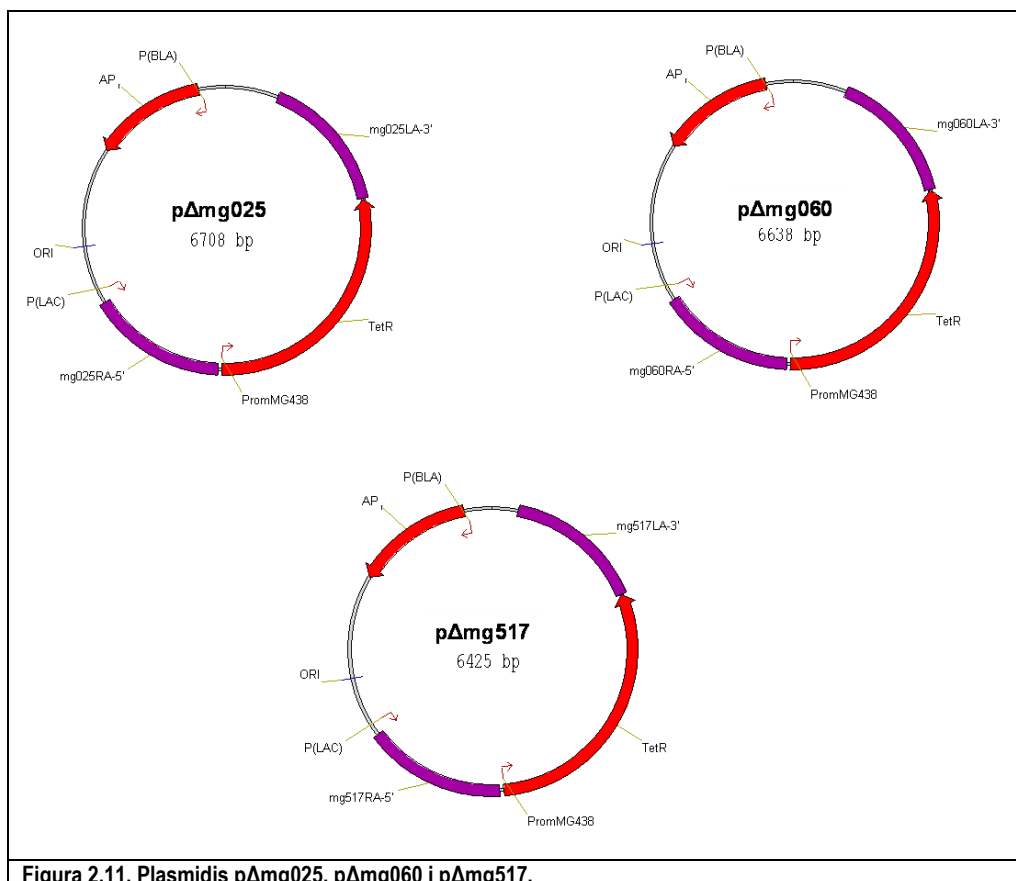 P(BLA)
AP r
mg025LA-3'
pΔmg025
6708 bp
ORI
P(LAC)
TetR
mg025RA-5'
PromMG438
P(BLA)
AP r
mg060LA-3'
pΔmg060
6638 bp
ORI
P(LAC)
TetR
mg060RA-5'
PromMG438
P(BLA)
AP r
mg517LA-3'
pΔmg517
6425 bp
ORI
P(LAC)
TetR
mg517RA-5'
PromMG438
Figura 2.11. Plasmidis pΔmg025, pΔmg060 i pΔmg517.